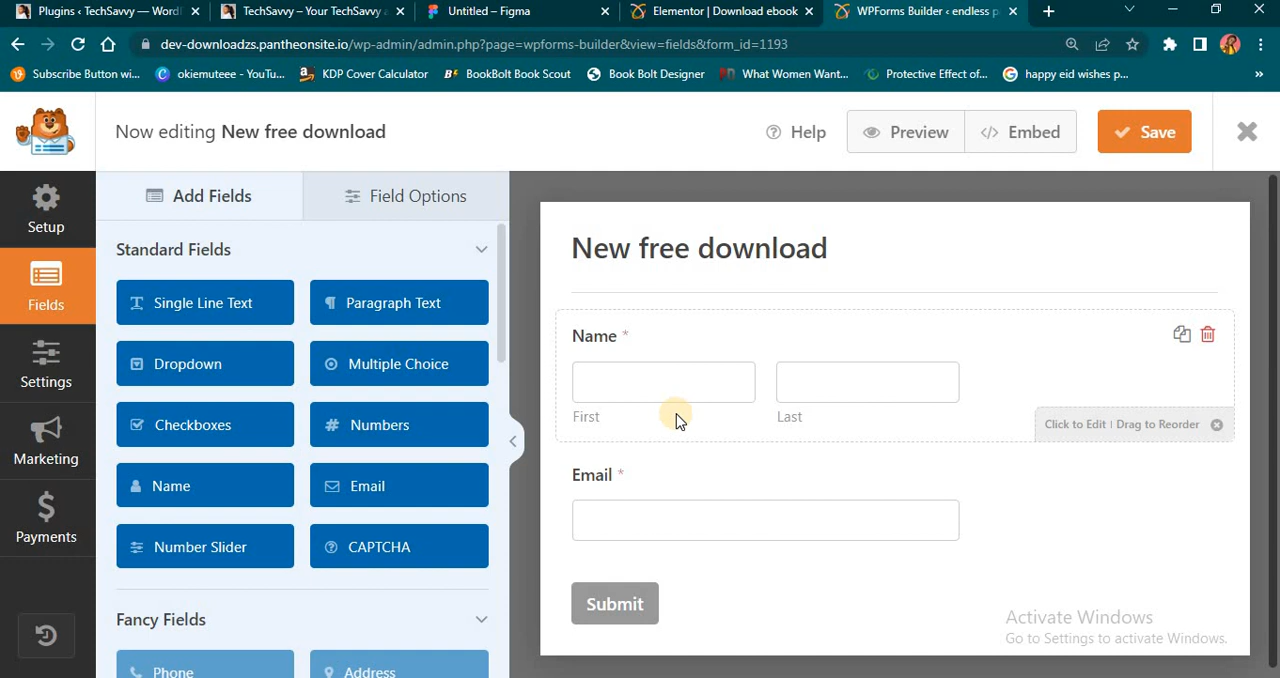 Plugins ‹ TechSavvy — Word
TechSavvy – Your TechSavvy a
Untitled – Figma
Elementor | Download ebook
WPForms Builder ‹ endless p
dev-downloadzs.pantheonsite.io/wp-admin/admin.php?page=wpforms-builder&view=fields&form_id=1193
Subscribe Button wi...
okiemuteee - YouTu...
KDP Cover Calculator
BookBolt Book Scout
Book Bolt Designer
What Women Want...
Protective Effect of...
happy eid wishes p...
»
Now editing New free download
Help
Preview
</> Embed
Save
Setup
Fields
Settings
Marketing
Payments
Add Fields
Field Options
Standard Fields
Single Line Text
Paragraph Text
Dropdown
Multiple Choice
Checkboxes
# Numbers
Name
Email
Number Slider
CAPTCHA
Fancy Fields
Phone
Address
New free download
Name *
First
Last
Click to Edit | Drag to Reorder
Email *
Submit
Activate Windows
Go to Settings to activate Windows.